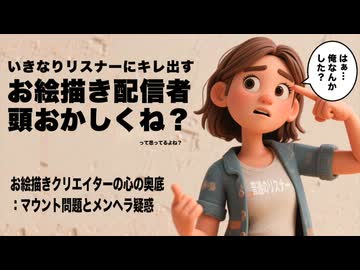 いきなりリスナーにキレ出す
お絵描き配信者
頭おかしくね？
って思ってるよね？
はぁ…
俺なんか
した？
普通のリスナー
お絵描きクリエイターの心の奥底
：マウント問題とメンヘラ疑惑